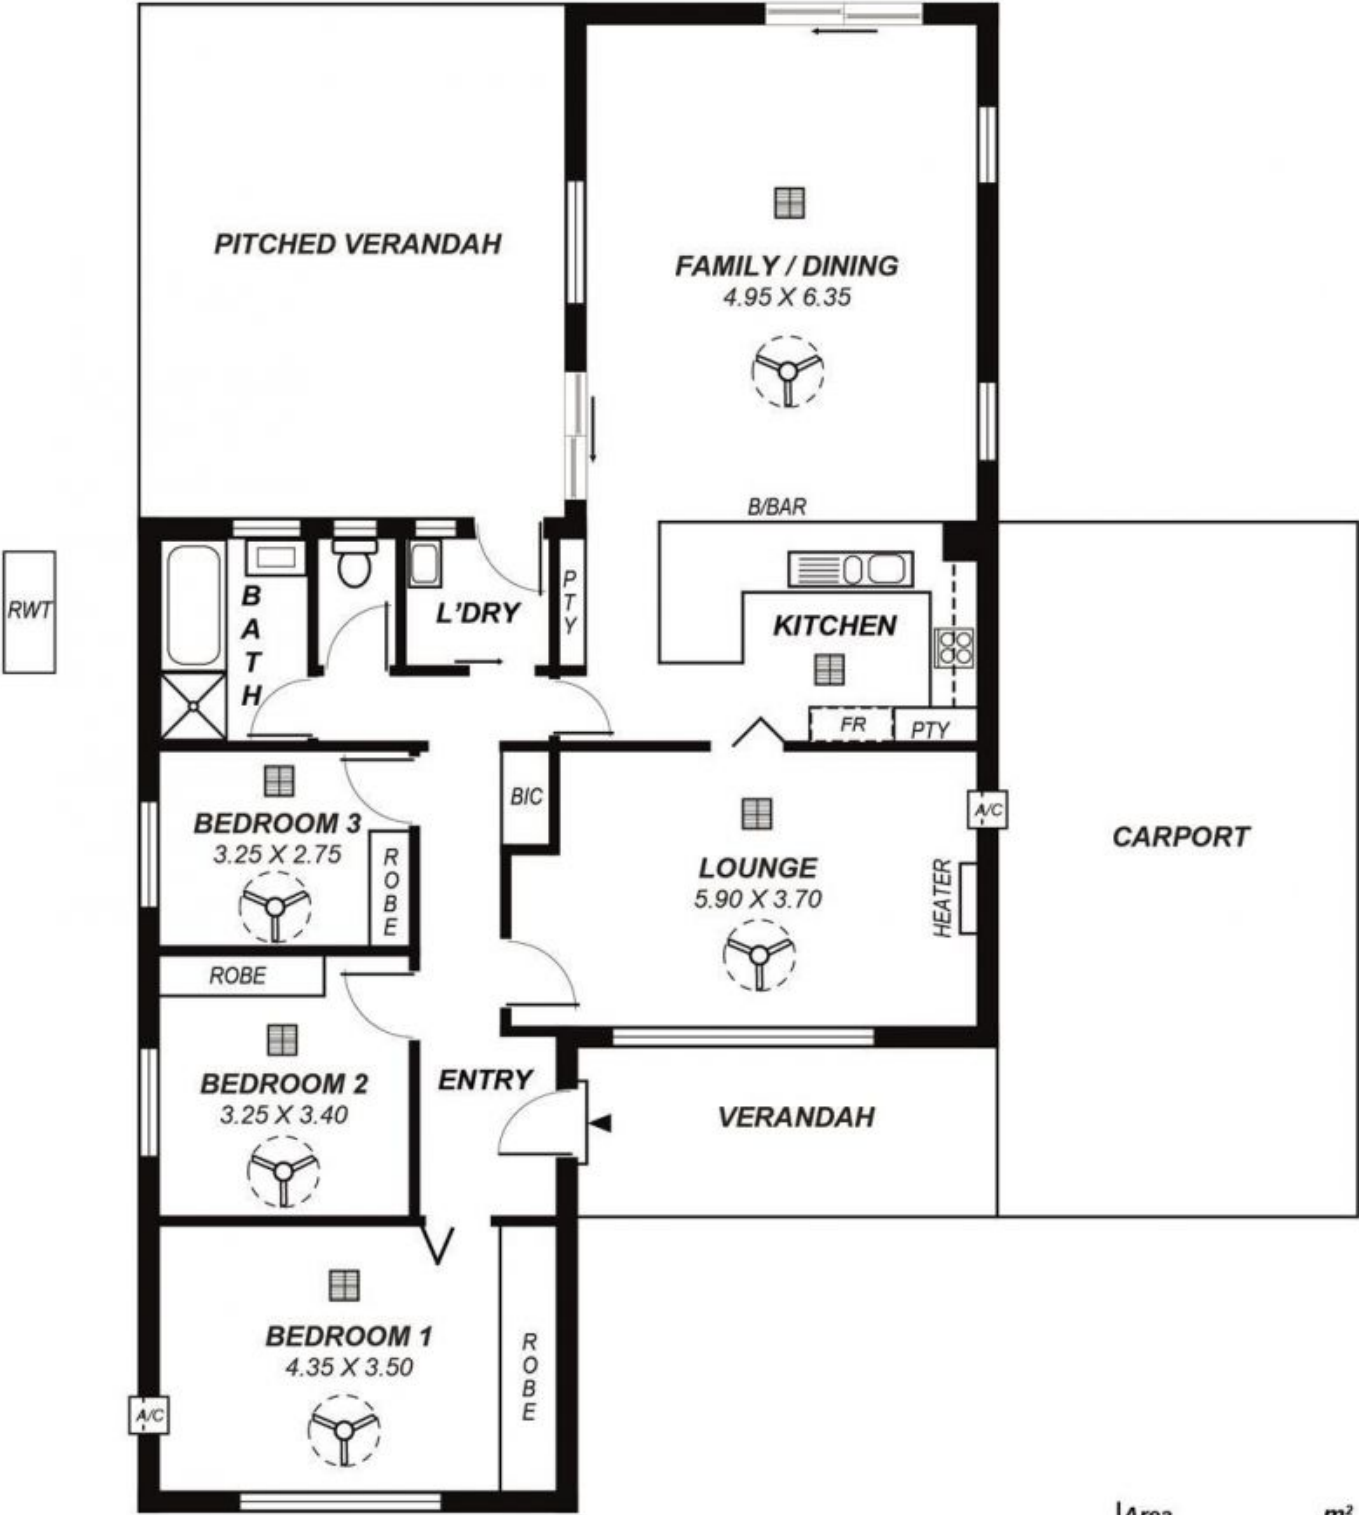 PITCHED VERANDAH
FAMILY / DINING
4.95 X 6.35
B/BAR
RWT
BATH
L'DRY
PTY
KITCHEN
FR
PTY
BEDROOM 3
3.25 X 2.75
ROBE
BIC
LOUNGE
5.90 X 3.70
A/C
HEATER
CARPORT
ROBE
BEDROOM 2
3.25 X 3.40
ENTRY
VERANDAH
BEDROOM 1
4.35 X 3.50
ROBE
A/C
Area m²